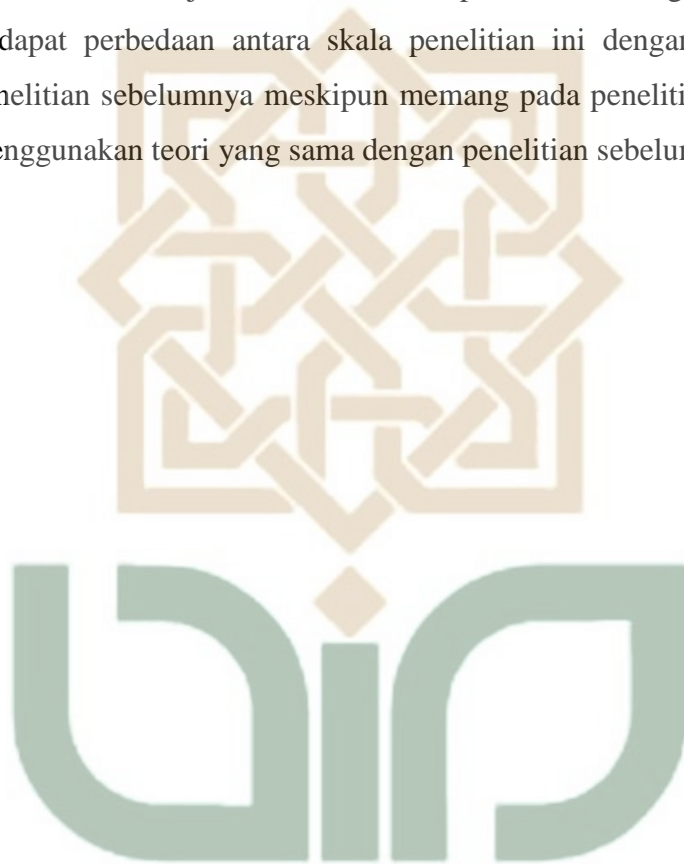 dapat perbedaan antara skala penelitian ini dengan
nelitian sebelumnya meskipun memang pada peneliti
enggunakan teori yang sama dengan penelitian sebelu